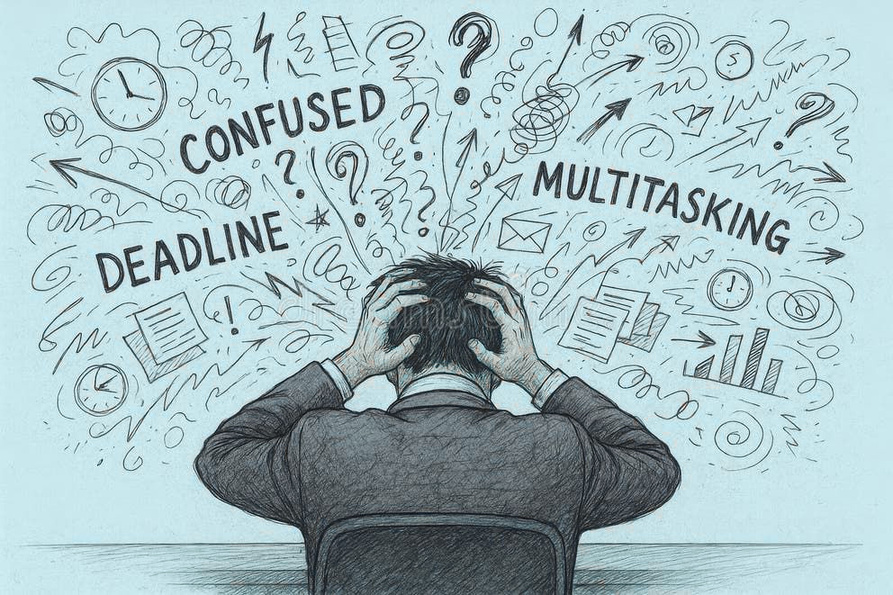 CONFUSED
MULTITASKING
DEADLINE